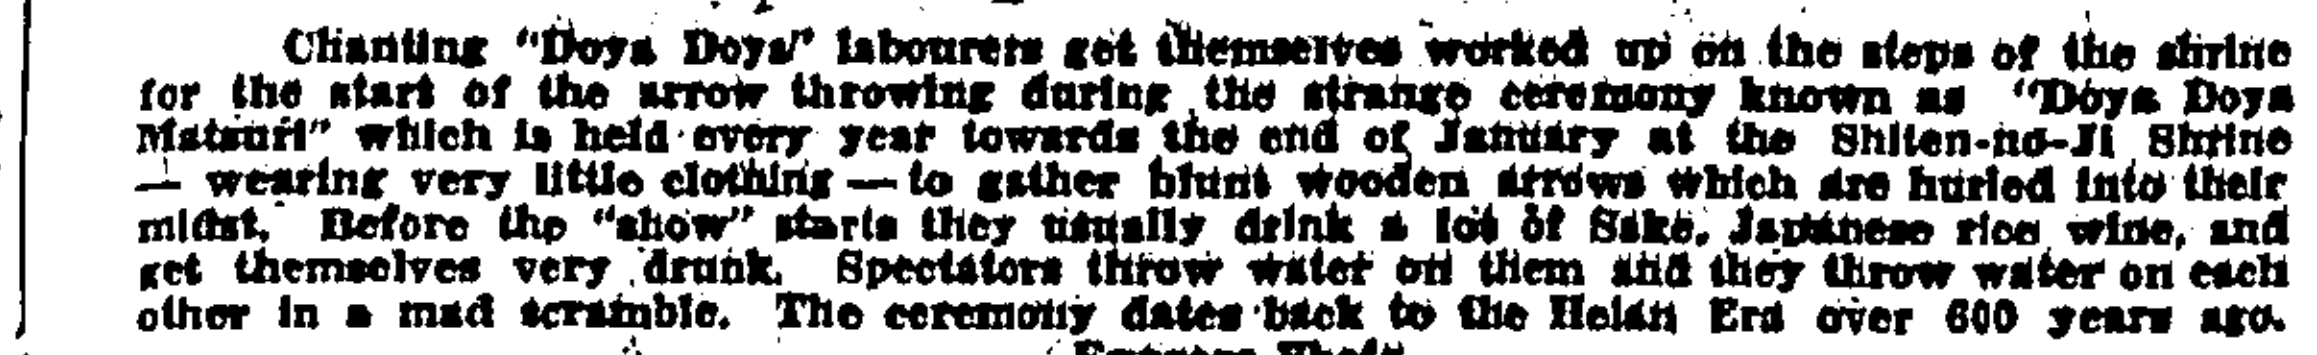 Chanting "Doya Doya" labourers get themselves worked up on the steps of the shrine
for the start of the arrow throwing during the strange ceremony known as "Doya Doya
Matsuri" which is held every year towards the end of January at the Shiten-no-Ji Shrine
— wearing very little clothing — to gather blunt wooden arrows which are hurled into their
midst. Before the "show" starts they usually drink a lot of Sake, Japanese rice wine, and
get themselves very drunk. Spectators throw water on them and they throw water on each
other in a mad scramble. The ceremony dates back to the Heian Era over 600 years ago.